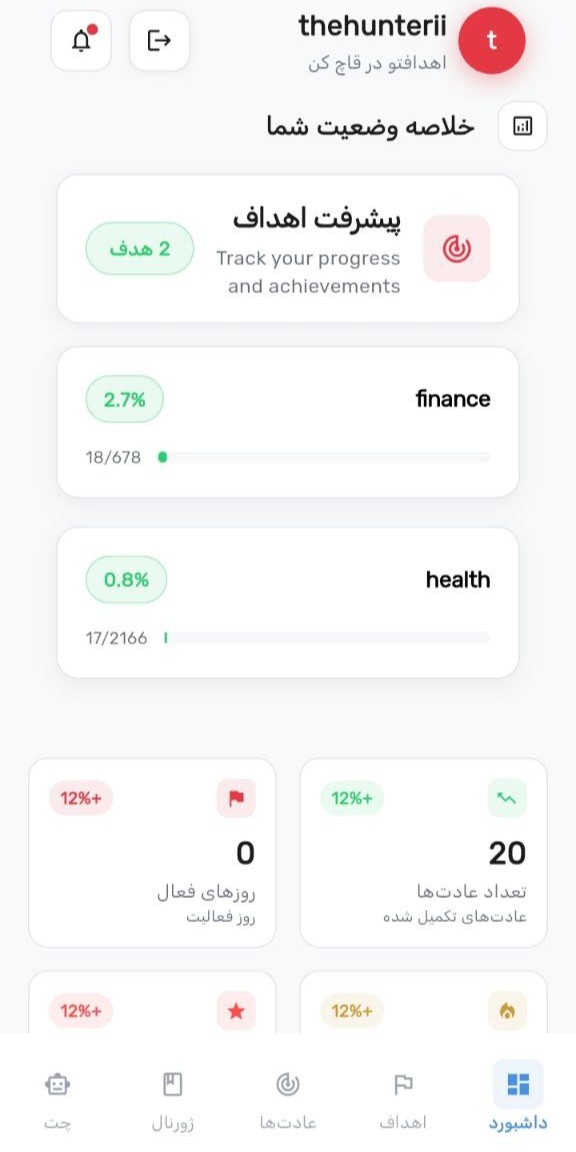 thehunterii
t
اهدافتو در قاچ کن
خلاصه وضعیت شما
پیشرفت اهداف
2 هدف
Track your progress
and achievements
finance
2.7%
18/678
health
0.8%
17/2166
12%+
20
تعداد عادت‌ها
عادت‌های تکمیل شده
12%+
0
روزهای فعال
روز فعالیت
12%+
12%+
داشبورد
اهداف
عادت‌ها
ژورنال
چت